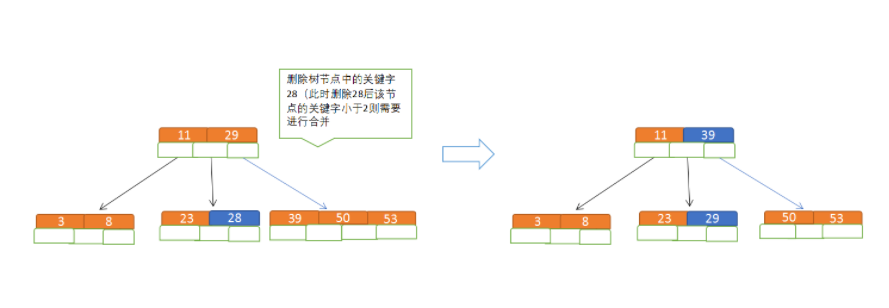 删除树节点中的关键字
28（此时删除28后该节
点的关键字小于2则需要
进行合并
11 29
3 8
23 28
39 50 53
11 39
3 8
23 29
50 53